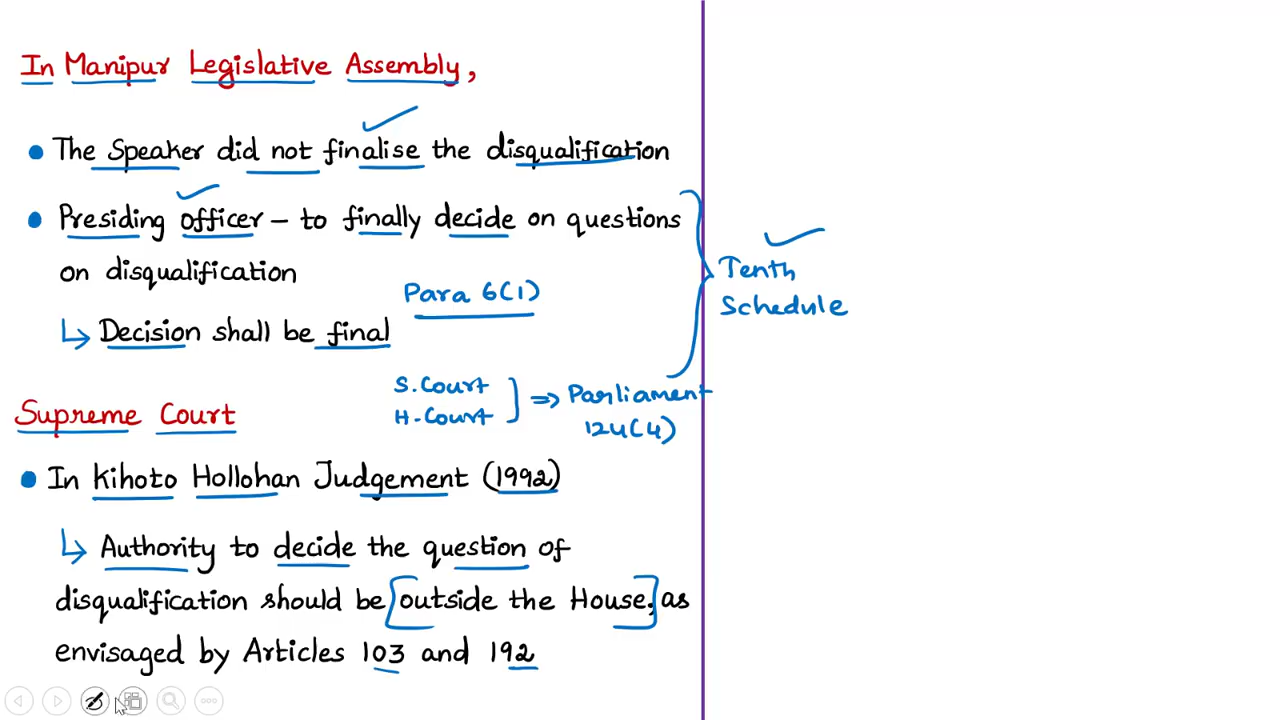 In Manipur Legislative Assembly,
• The Speaker did not finalise the disqualification
• Presiding officer – to finally decide on questions
on disqualification
Para 6(1)
↳ Decision shall be final
Tenth
Schedule
S.Court
H.Court
⇒ Parliament
124(4)
Supreme Court
• In Kihoto Hollohan Judgement (1992)
↳ Authority to decide the question of
disqualification should be [outside the House,] as
envisaged by Articles 103 and 192